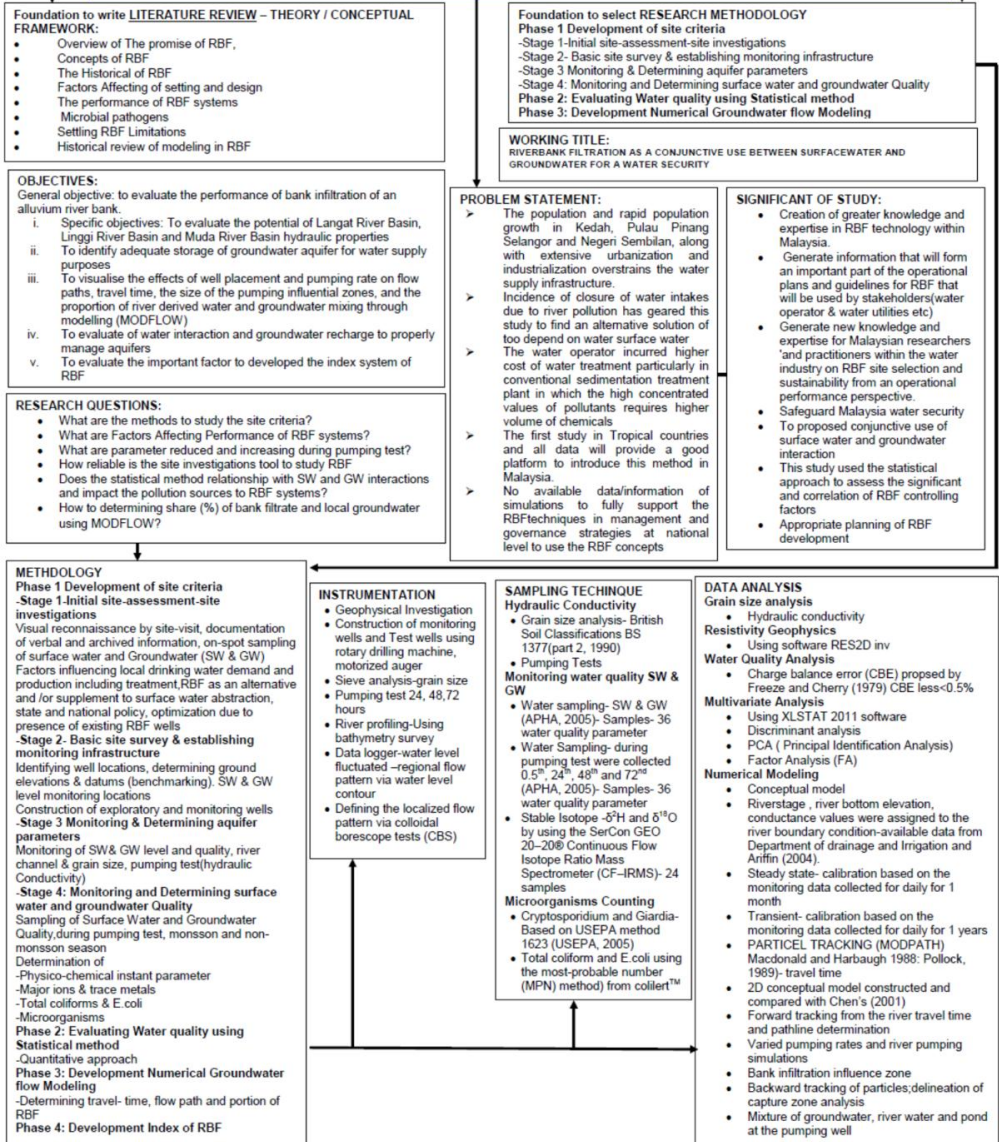 Foundation to write LITERATURE REVIEW – THEORY / CONCEPTUAL
FRAMEWORK:
• Overview of The promise of RBF,
• Concepts of RBF
• The Historical of RBF
• Factors Affecting of setting and design
• The performance of RBF systems
• Microbial pathogens
• Settling RBF Limitations
• Historical review of modeling in RBF
Foundation to select RESEARCH METHODOLOGY
Phase 1 Development of site criteria
-Stage 1-Initial site-assessment-site investigations
-Stage 2- Basic site survey & establishing monitoring infrastructure
-Stage 3 Monitoring & Determining aquifer parameters
-Stage 4: Monitoring and Determining surface water and groundwater Quality
Phase 2: Evaluating Water quality using Statistical method
Phase 3: Development Numerical Groundwater flow Modeling
WORKING TITLE:
RIVERBANK FILTRATION AS A CONJUNCTIVE USE BETWEEN SURFACEWATER AND
GROUNDWATER FOR A WATER SECURITY
OBJECTIVES:
General objective: to evaluate the performance of bank infiltration of an
alluvium river bank.
i. Specific objectives: To evaluate the potential of Langat River Basin,
Linggi River Basin and Muda River Basin hydraulic properties
ii. To identify adequate storage of groundwater aquifer for water supply
purposes
iii. To visualise the effects of well placement and pumping rate on flow
paths, travel time, the size of the pumping influential zones, and the
proportion of river derived water and groundwater mixing through
modelling (MODFLOW)
iv. To evaluate of water interaction and groundwater recharge to properly
manage aquifers
v. To evaluate the important factor to developed the index system of
RBF
RESEARCH QUESTIONS:
• What are the methods to study the site criteria?
• What are Factors Affecting Performance of RBF systems?
• What are parameter reduced and increasing during pumping test?
• How reliable is the site investigations tool to study RBF
• Does the statistical method relationship with SW and GW interactions
and impact the pollution sources to RBF systems?
• How to determining share (%) of bank filtrate and local groundwater
using MODFLOW?
PROBLEM STATEMENT:
➢ The population and rapid population
growth in Kedah, Pulau Pinang
Selangor and Negeri Sembilan, along
with extensive urbanization and
industrialization overstrains the water
supply infrastructure.
➢ Incidence of closure of water intakes
due to river pollution has geared this
study to find an alternative solution of
too depend on water surface water
➢ The water operator incurred higher
cost of water treatment particularly in
conventional sedimentation treatment
plant in which the high concentrated
values of pollutants requires higher
volume of chemicals
➢ The first study in Tropical countries
and all data will provide a good
platform to introduce this method in
Malaysia.
➢ No available data/information of
simulations to fully support the
RBFtechniques in management and
governance strategies at national
level to use the RBF concepts
SIGNIFICANT OF STUDY:
• Creation of greater knowledge and
expertise in RBF technology within
Malaysia.
• Generate information that will form
an important part of the operational
plans and guidelines for RBF that
will be used by stakeholders(water
operator & water utilities etc)
• Generate new knowledge and
expertise for Malaysian researchers
'and practitioners within the water
industry on RBF site selection and
sustainability from an operational
performance perspective.
• Safeguard Malaysia water security
• To proposed conjunctive use of
surface water and groundwater
interaction
• This study used the statistical
approach to assess the significant
and correlation of RBF controlling
factors
• Appropriate planning of RBF
development
METHDOLOGY
Phase 1 Development of site criteria
-Stage 1-Initial site-assessment-site
investigations
Visual reconnaissance by site-visit, documentation
of verbal and archived information, on-spot sampling
of surface water and Groundwater (SW & GW)
Factors influencing local drinking water demand and
production including treatment,RBF as an alternative
and /or supplement to surface water abstraction,
state and national policy, optimization due to
presence of existing RBF wells
-Stage 2- Basic site survey & establishing
monitoring infrastructure
Identifying well locations, determining ground
elevations & datums (benchmarking). SW & GW
level monitoring locations
Construction of exploratory and monitoring wells
-Stage 3 Monitoring & Determining aquifer
parameters
Monitoring of SW& GW level and quality, river
channel & grain size, pumping test(hydraulic
Conductivity)
-Stage 4: Monitoring and Determining surface
water and groundwater Quality
Sampling of Surface Water and Groundwater
Quality,during pumping test, monsson and non-
monsson season
Determination of
-Physico-chemical instant parameter
-Major ions & trace metals
-Total coliforms & E.coli
-Microorganisms
Phase 2: Evaluating Water quality using
Statistical method
-Quantitative approach
Phase 3: Development Numerical Groundwater
flow Modeling
-Determining travel- time, flow path and portion of
RBF
Phase 4: Development Index of RBF
INSTRUMENTATION
• Geophysical Investigation
• Construction of monitoring
wells and Test wells using
rotary drilling machine,
motorized auger
• Sieve analysis-grain size
• Pumping test 24, 48,72
hours
• River profiling-Using
bathymetry survey
• Data logger-water level
fluctuated –regional flow
pattern via water level
contour
• Defining the localized flow
pattern via colloidal
borescope tests (CBS)
SAMPLING TECHINQUE
Hydraulic Conductivity
• Grain size analysis- British
Soil Classifications BS
1377(part 2, 1990)
• Pumping Tests
Monitoring water quality SW &
GW
• Water sampling- SW & GW
(APHA, 2005)- Samples- 36
water quality parameter
• Water Sampling- during
pumping test were collected
0.5th, 24th, 48th and 72nd
(APHA, 2005)- Samples- 36
water quality parameter
• Stable Isotope -δ²H and δ¹⁸O
by using the SerCon GEO
20–20® Continuous Flow
Isotope Ratio Mass
Spectrometer (CF–IRMS)- 24
samples
Microorganisms Counting
• Cryptosporidium and Giardia-
Based on USEPA method
1623 (USEPA, 2005)
• Total coliform and E.coli using
the most-probable number
(MPN) method) from colilert™
DATA ANALYSIS
Grain size analysis
• Hydraulic conductivity
Resistivity Geophysics
• Using software RES2D inv
Water Quality Analysis
• Charge balance error (CBE) propsed by
Freeze and Cherry (1979) CBE less<0.5%
Multivariate Analysis
• Using XLSTAT 2011 software
• Discriminant analysis
• PCA ( Principal Identification Analysis)
• Factor Analysis (FA)
Numerical Modeling
• Conceptual model
• Riverstage , river bottom elevation,
conductance values were assigned to the
river boundary condition-available data from
Department of drainage and Irrigation and
Ariffin (2004).
• Steady state- calibration based on the
monitoring data collected for daily for 1
month
• Transient- calibration based on the
monitoring data collected for daily for 1 years
• PARTICEL TRACKING (MODPATH)
Macdonald and Harbaugh 1988: Pollock,
1989)- travel time
• 2D conceptual model constructed and
compared with Chen's (2001)
• Forward tracking from the river travel time
and pathline determination
• Varied pumping rates and river pumping
simulations
• Bank infiltration influence zone
• Backward tracking of particles;delineation of
capture zone analysis
• Mixture of groundwater, river water and pond
at the pumping well